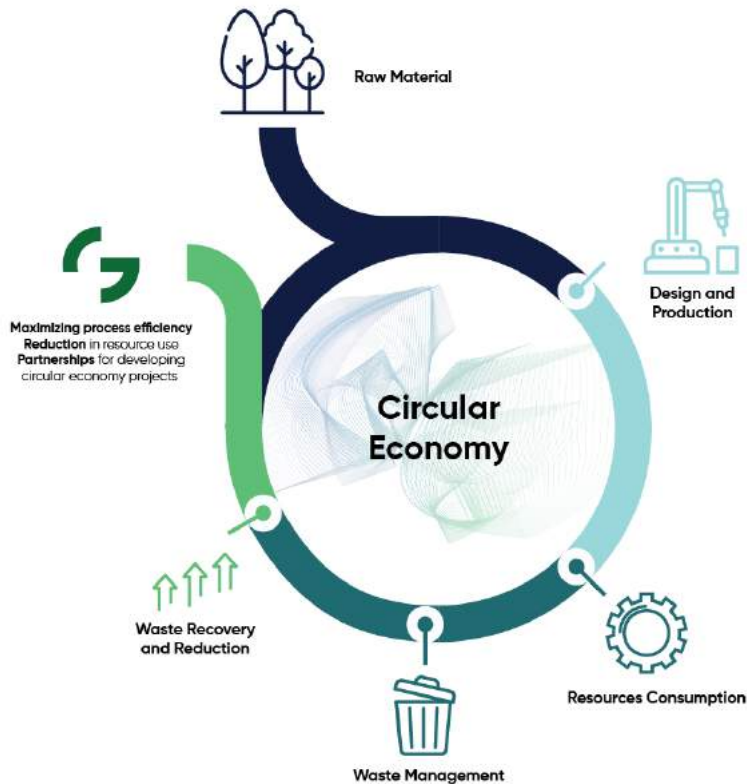 Raw Material
Design and
Production
Maximizing process efficiency
Reduction in resource use
Partnerships for developing
circular economy projects
Circular
Economy
Waste Recovery
and Reduction
Resources Consumption
Waste Management